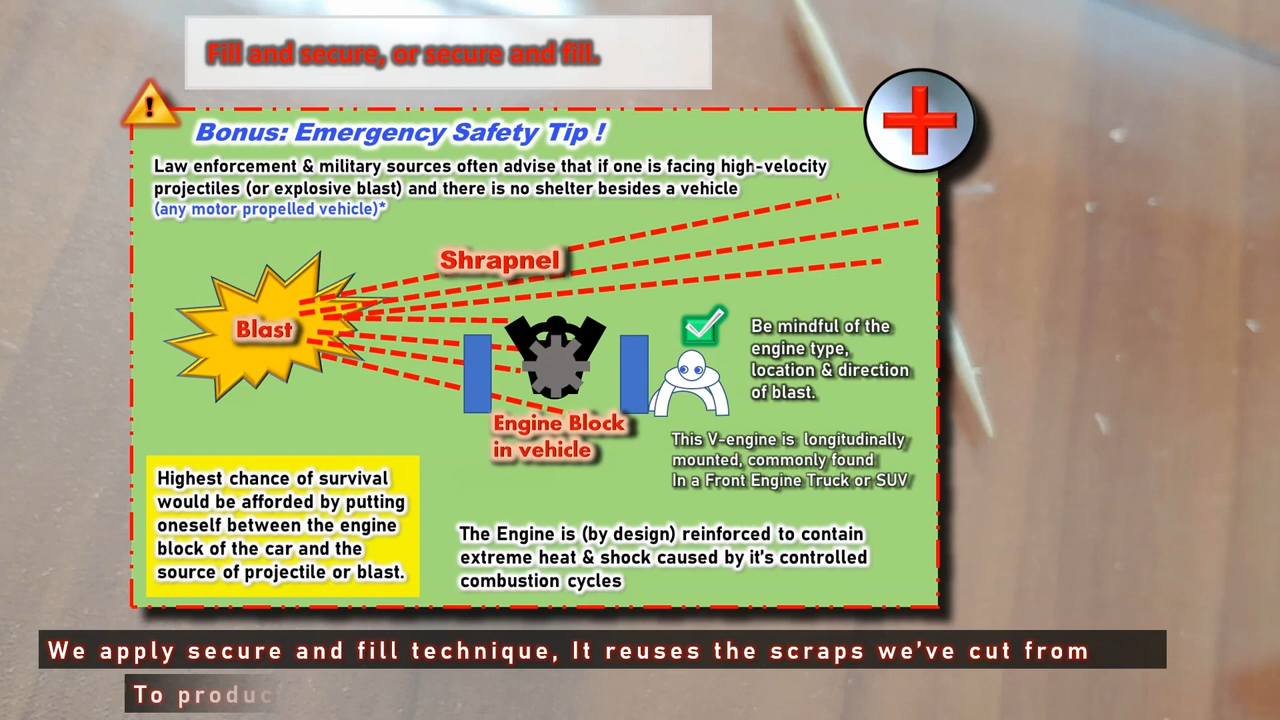 Fill and secure, or secure and fill.
!
Bonus: Emergency Safety Tip !
Law enforcement & military sources often advise that if one is facing high-velocity
projectiles (or explosive blast) and there is no shelter besides a vehicle
(any motor propelled vehicle)*
Shrapnel
Blast
Be mindful of the
engine type,
location & direction
of blast.
Engine Block
in vehicle
This V-engine is longitudinally
mounted, commonly found
In a Front Engine Truck or SUV
Highest chance of survival
would be afforded by putting
oneself between the engine
block of the car and the
source of projectile or blast.
The Engine is (by design) reinforced to contain
extreme heat & shock caused by it's controlled
combustion cycles
We apply secure and fill technique, It reuses the scraps we've cut from
To produc